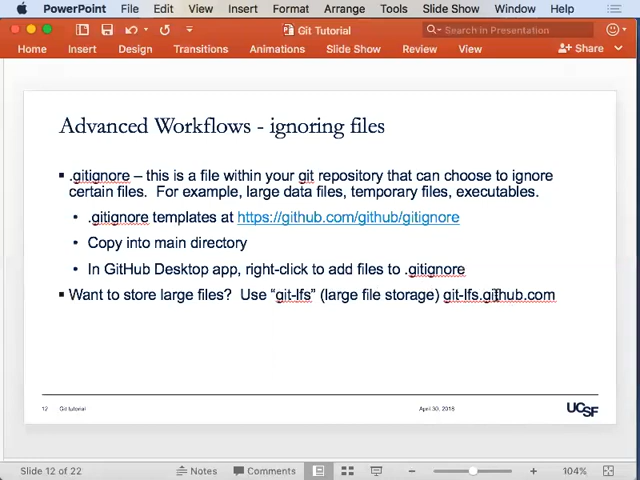 PowerPoint File Edit View Insert Format Arrange Tools Slide Show Window Help
Git Tutorial
Search in Presentation
Home Insert Design Transitions Animations Slide Show Review View Share
Advanced Workflows - ignoring files
.gitignore – this is a file within your git repository that can choose to ignore
certain files. For example, large data files, temporary files, executables.
.gitignore templates at https://github.com/github/gitignore
Copy into main directory
In GitHub Desktop app, right-click to add files to .gitignore
Want to store large files? Use “git-lfs” (large file storage) git-lfs.github.com
12 Git tutorial April 30, 2018 UCSF
Slide 12 of 22 Notes Comments 104%